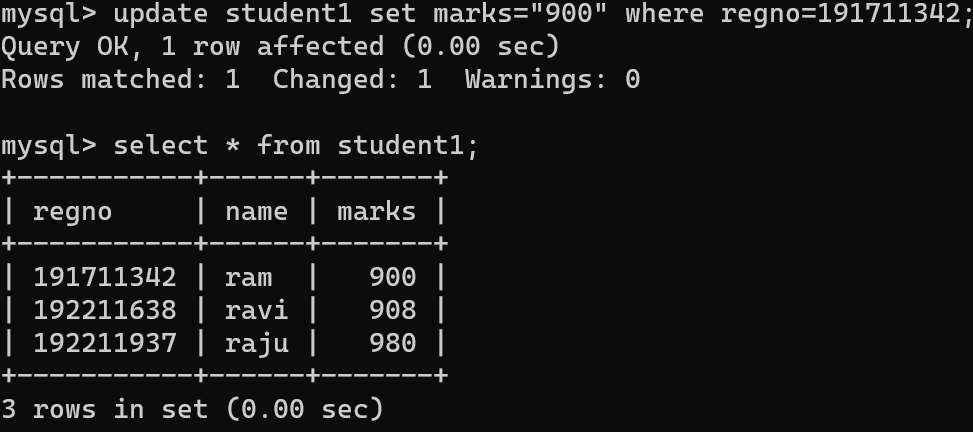 mysql> update student1 set marks="900" where regno=191711342;
Query OK, 1 row affected (0.00 sec)
Rows matched: 1  Changed: 1  Warnings: 0

mysql> select * from student1;
+-----------+------+-------+
| regno     | name | marks |
+-----------+------+-------+
| 191711342 | ram  |   900 |
| 192211638 | ravi |   908 |
| 192211937 | raju |   980 |
+-----------+------+-------+
3 rows in set (0.00 sec)